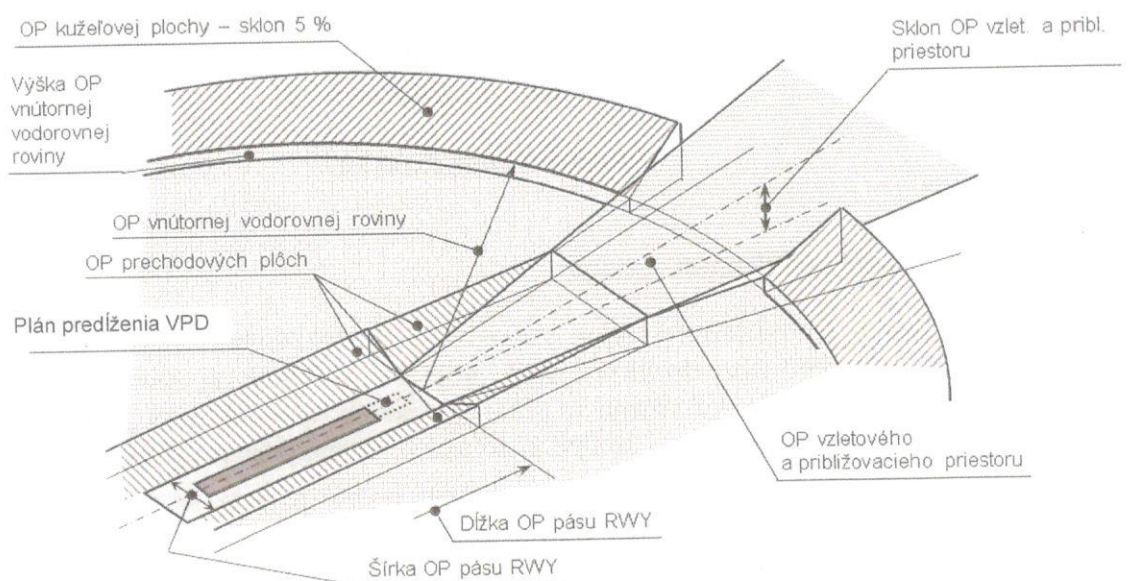 OP kužeľovej plochy – sklon 5 %
Sklon OP vzlet. a pribl.
priestoru
Výška OP
vnútornej
vodorovnej
roviny
OP vnútornej vodorovnej roviny
OP prechodových plôch
Plán predĺženia VPD
OP vzletového
a približovacieho priestoru
Dĺžka OP pásu RWY
Šírka OP pásu RWY